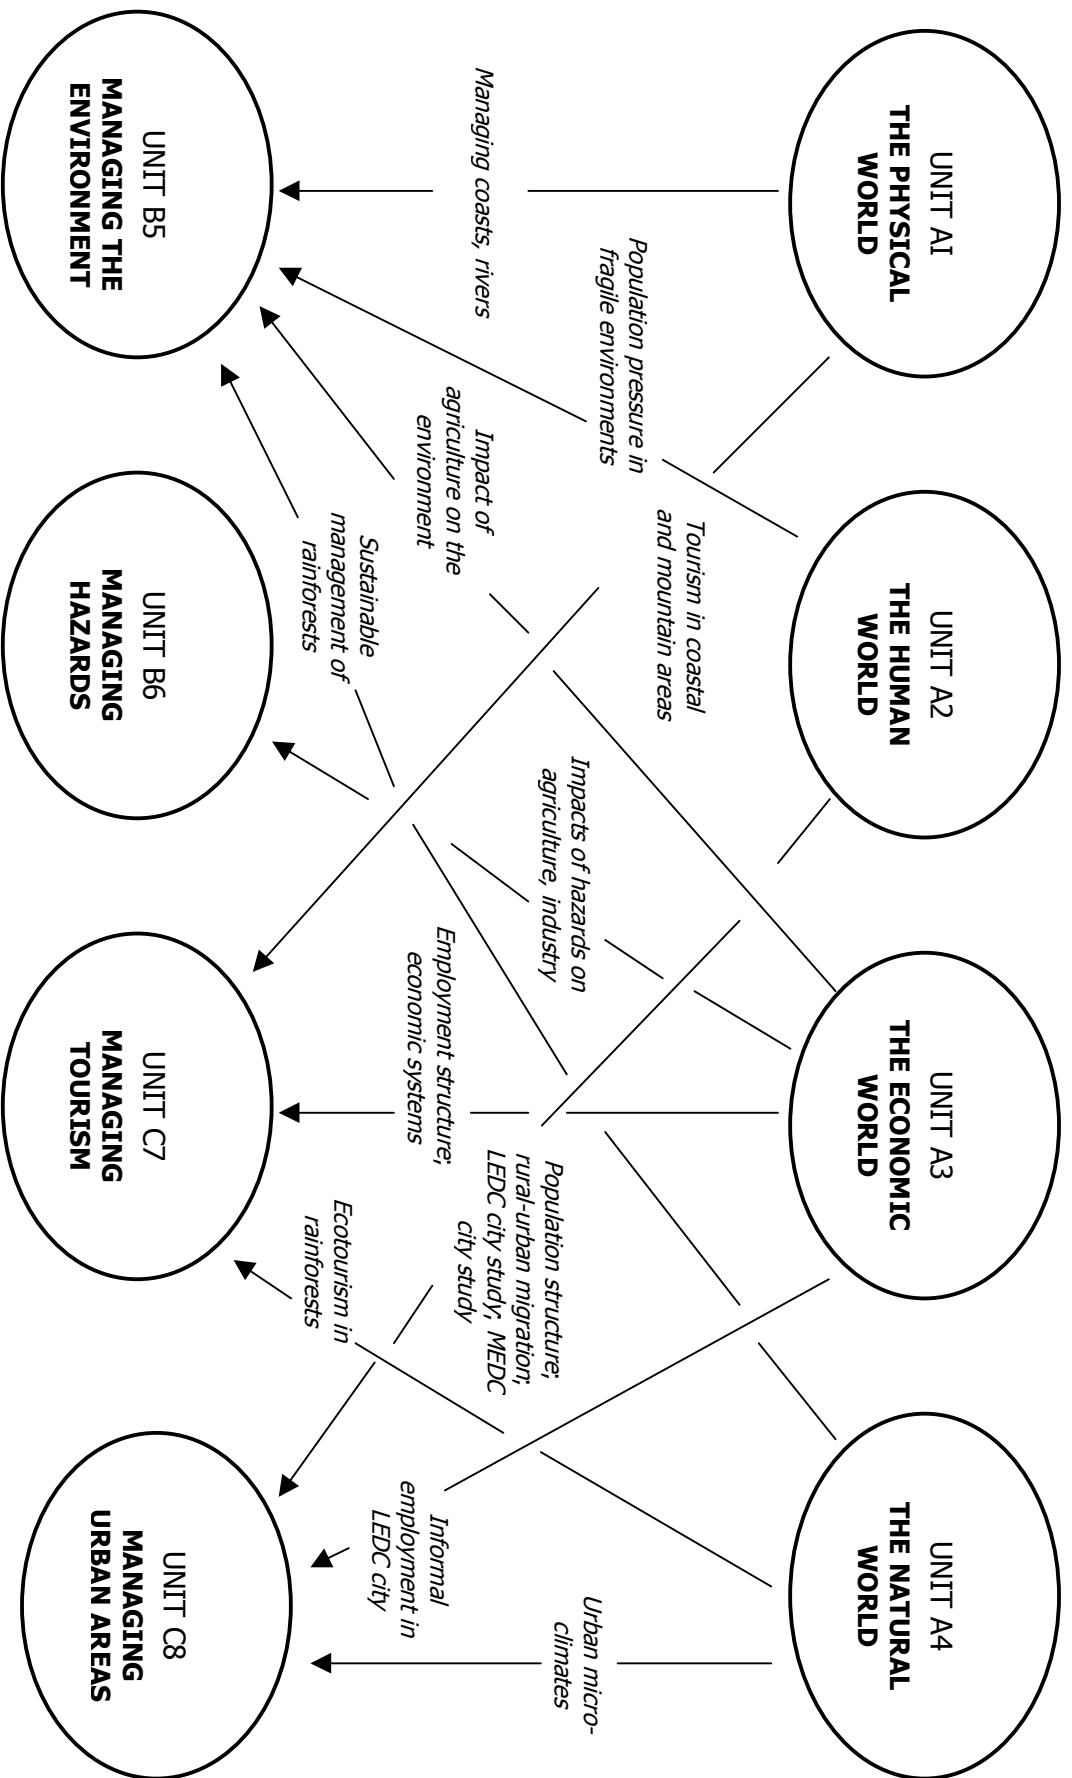 UNIT AI
THE PHYSICAL
WORLD
UNIT A2
THE HUMAN
WORLD
UNIT A3
THE ECONOMIC
WORLD
UNIT A4
THE NATURAL
WORLD
Managing coasts, rivers
Population pressure in
fragile environments
Tourism in coastal
and mountain areas
Impact of
agriculture on the
environment
Sustainable
management of
rainforests
Impacts of hazards on
agriculture, industry
Employment structure;
economic systems
Population structure;
rural-urban migration;
LEDC city study; MEDC
city study
Ecotourism in
rainforests
Informal
employment in
LEDC city
Urban micro-
climates
UNIT B5
MANAGING THE
ENVIRONMENT
UNIT B6
MANAGING
HAZARDS
UNIT C7
MANAGING
TOURISM
UNIT C8
MANAGING
URBAN AREAS